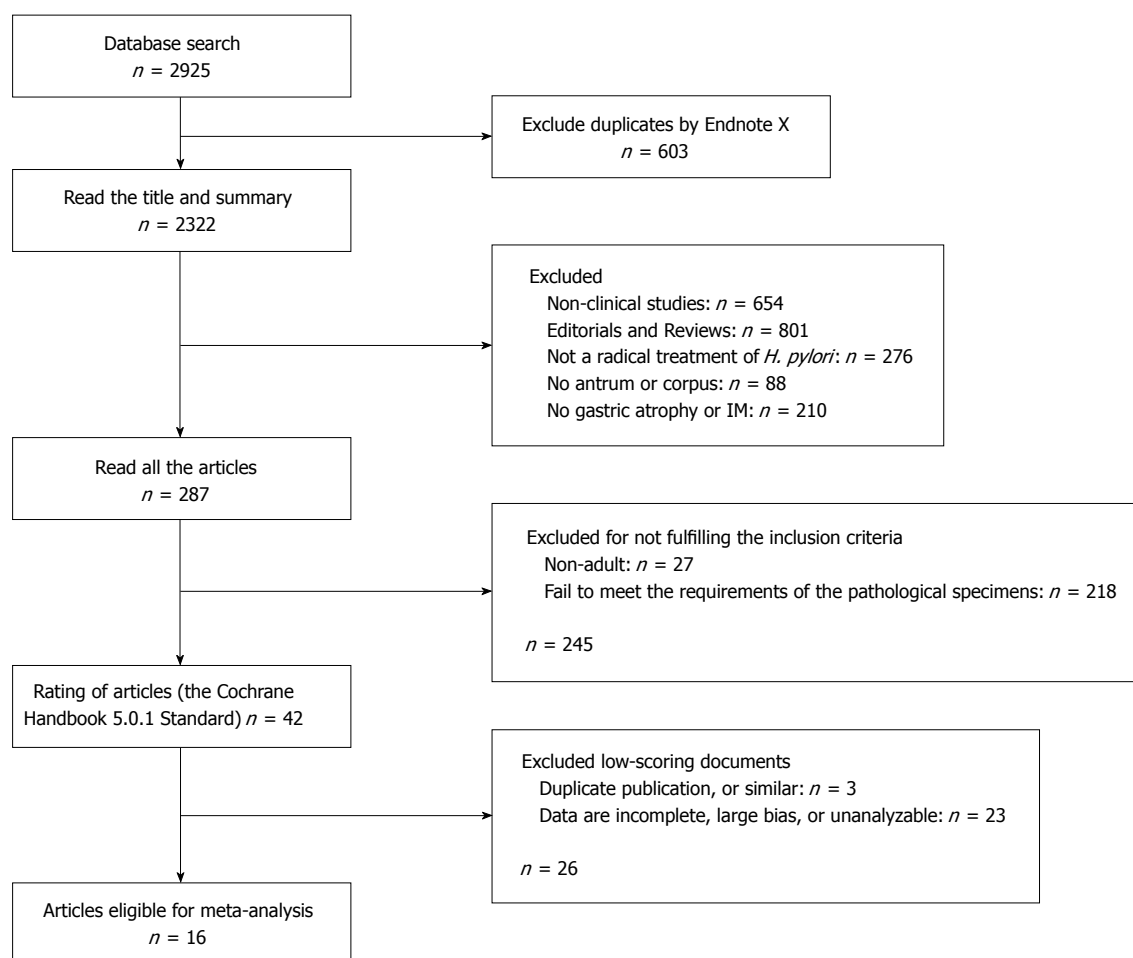 Database search
n = 2925
Exclude duplicates by Endnote X
n = 603
Read the title and summary
n = 2322
Excluded
Non-clinical studies: n = 654
Editorials and Reviews: n = 801
Not a radical treatment of H. pylori: n = 276
No antrum or corpus: n = 88
No gastric atrophy or IM: n = 210
Read all the articles
n = 287
Excluded for not fulfilling the inclusion criteria
Non-adult: n = 27
Fail to meet the requirements of the pathological specimens: n = 218
n = 245
Rating of articles (the Cochrane
Handbook 5.0.1 Standard) n = 42
Excluded low-scoring documents
Duplicate publication, or similar: n = 3
Data are incomplete, large bias, or unanalyzable: n = 23
n = 26
Articles eligible for meta-analysis
n = 16